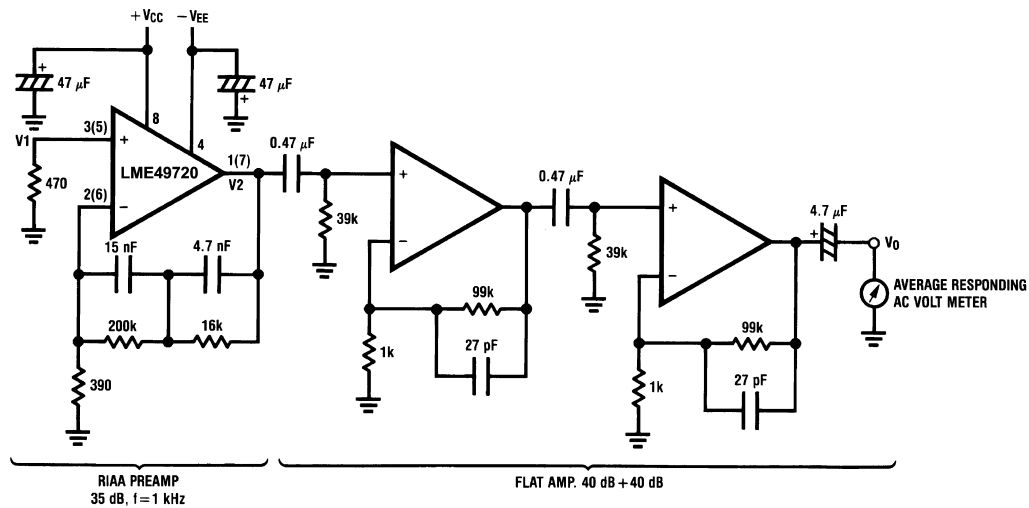 +VCC
−VEE
47 μF
47 μF
+
+
8
4
V1
3(5)
+
LME49720
1(7)
V2
470
2(6)
−
0.47 μF
39k
+
−
0.47 μF
39k
+
−
4.7 μF
+
VO
AVERAGE RESPONDING
AC VOLT METER
15 nF
4.7 nF
200k
16k
390
99k
27 pF
1k
99k
27 pF
1k
RIAA PREAMP
35 dB, f=1 kHz
FLAT AMP. 40 dB+40 dB